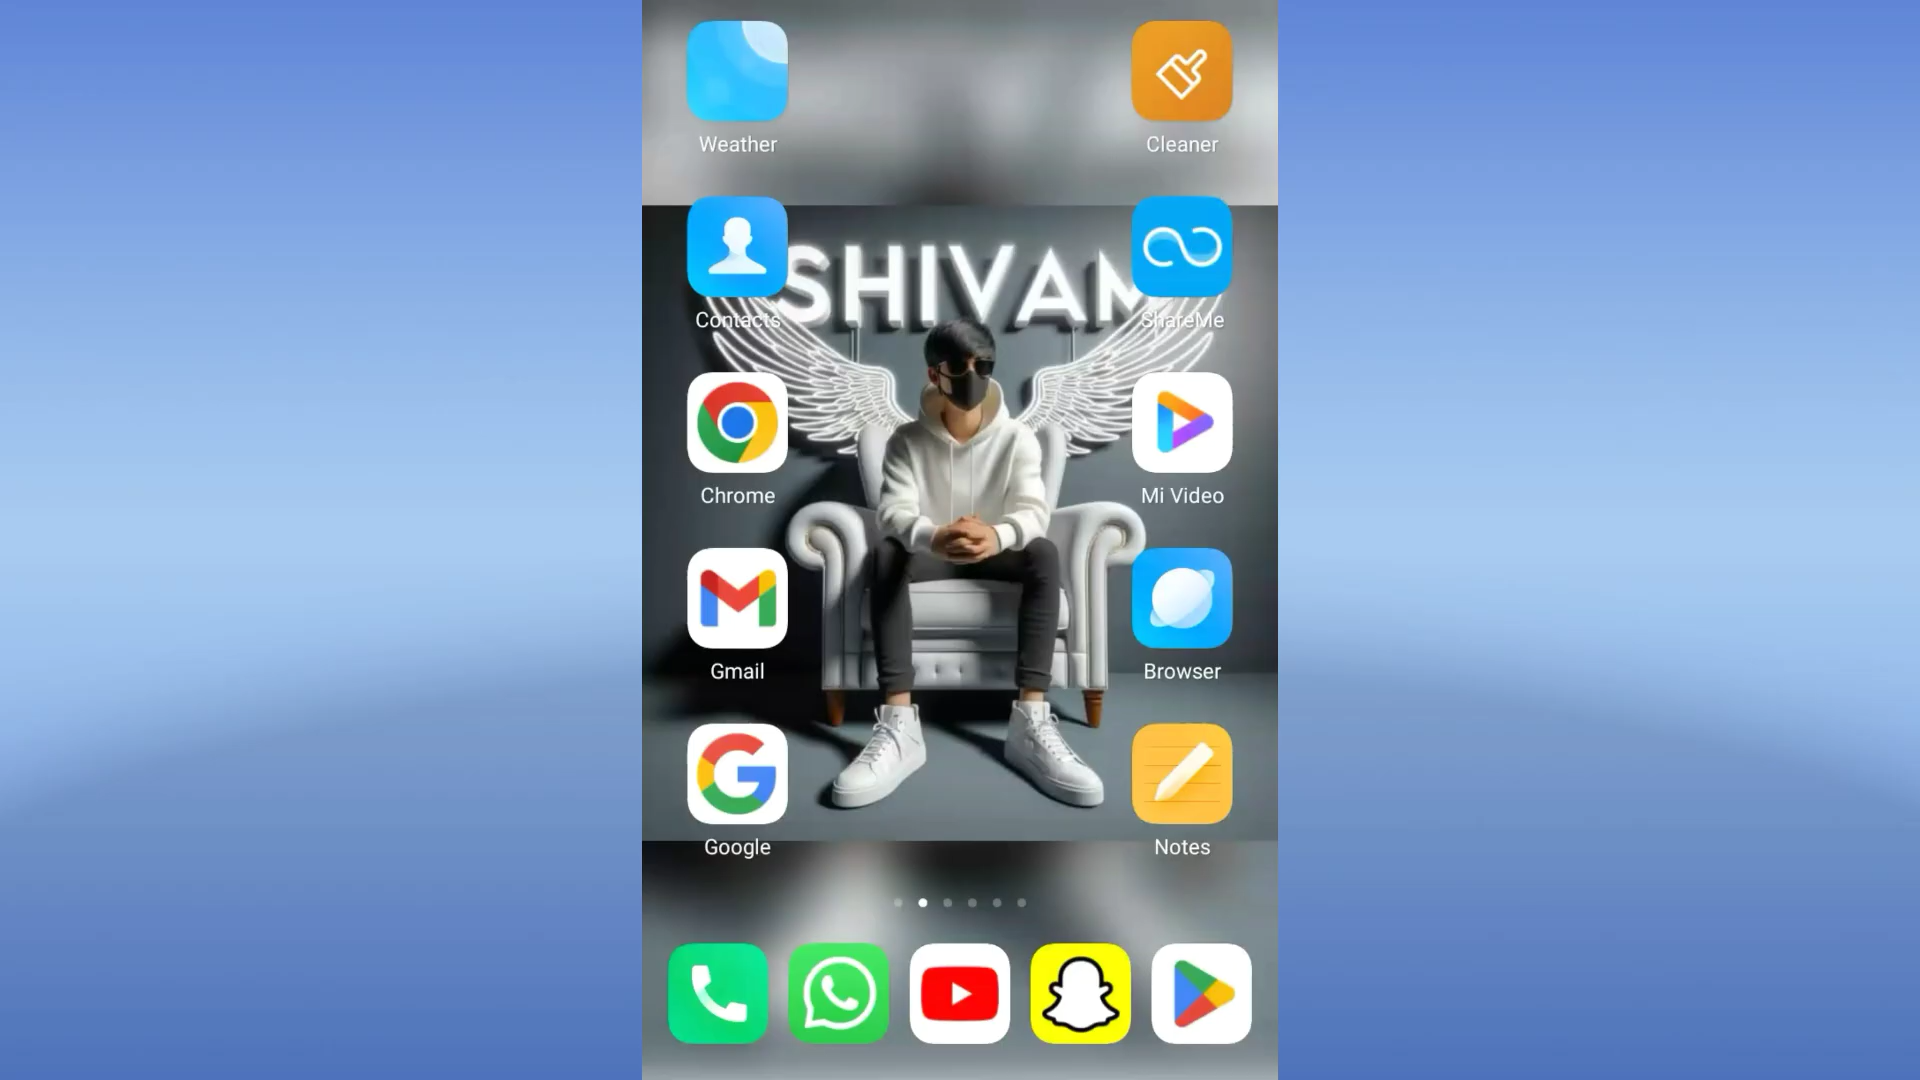 Weather
Cleaner
SHIVAM
Contacts
ShareMe
Chrome
Mi Video
Gmail
Browser
Google
Notes